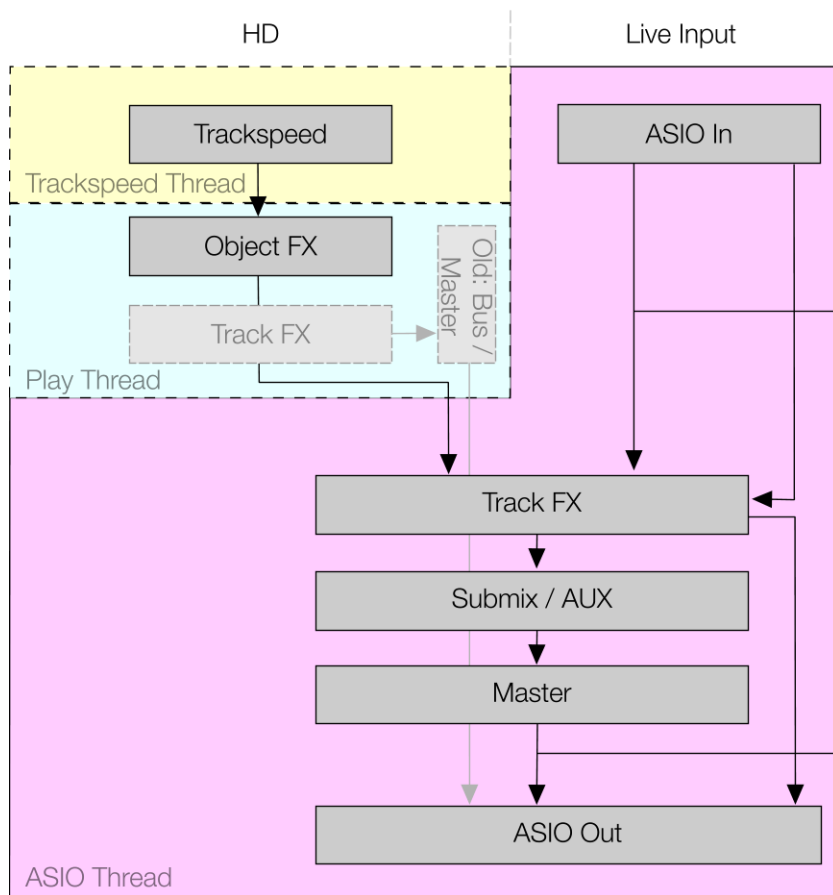 HD
Live Input
Trackspeed
ASIO In
Trackspeed Thread
Object FX
Old: Bus /
Master
Track FX
Play Thread
Track FX
Submix / AUX
Master
ASIO Out
ASIO Thread